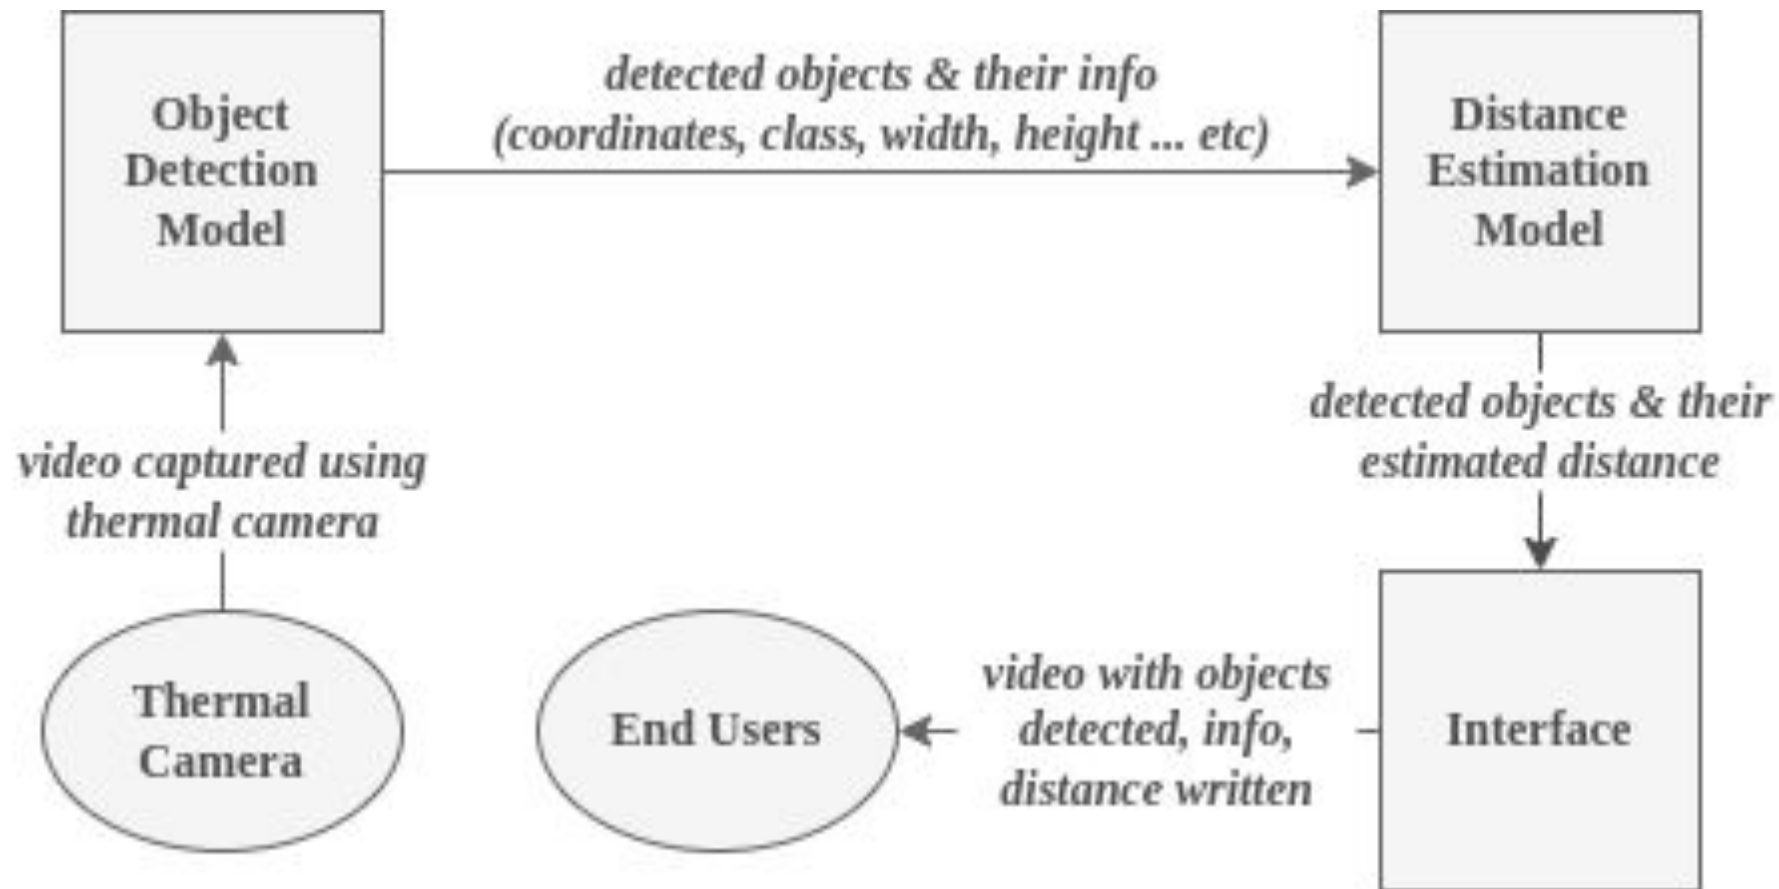 Object
Detection
Model
detected objects & their info
(coordinates, class, width, height ... etc)
Distance
Estimation
Model
video captured using
thermal camera
detected objects & their
estimated distance
Thermal
Camera
End Users
video with objects
detected, info,
distance written
Interface